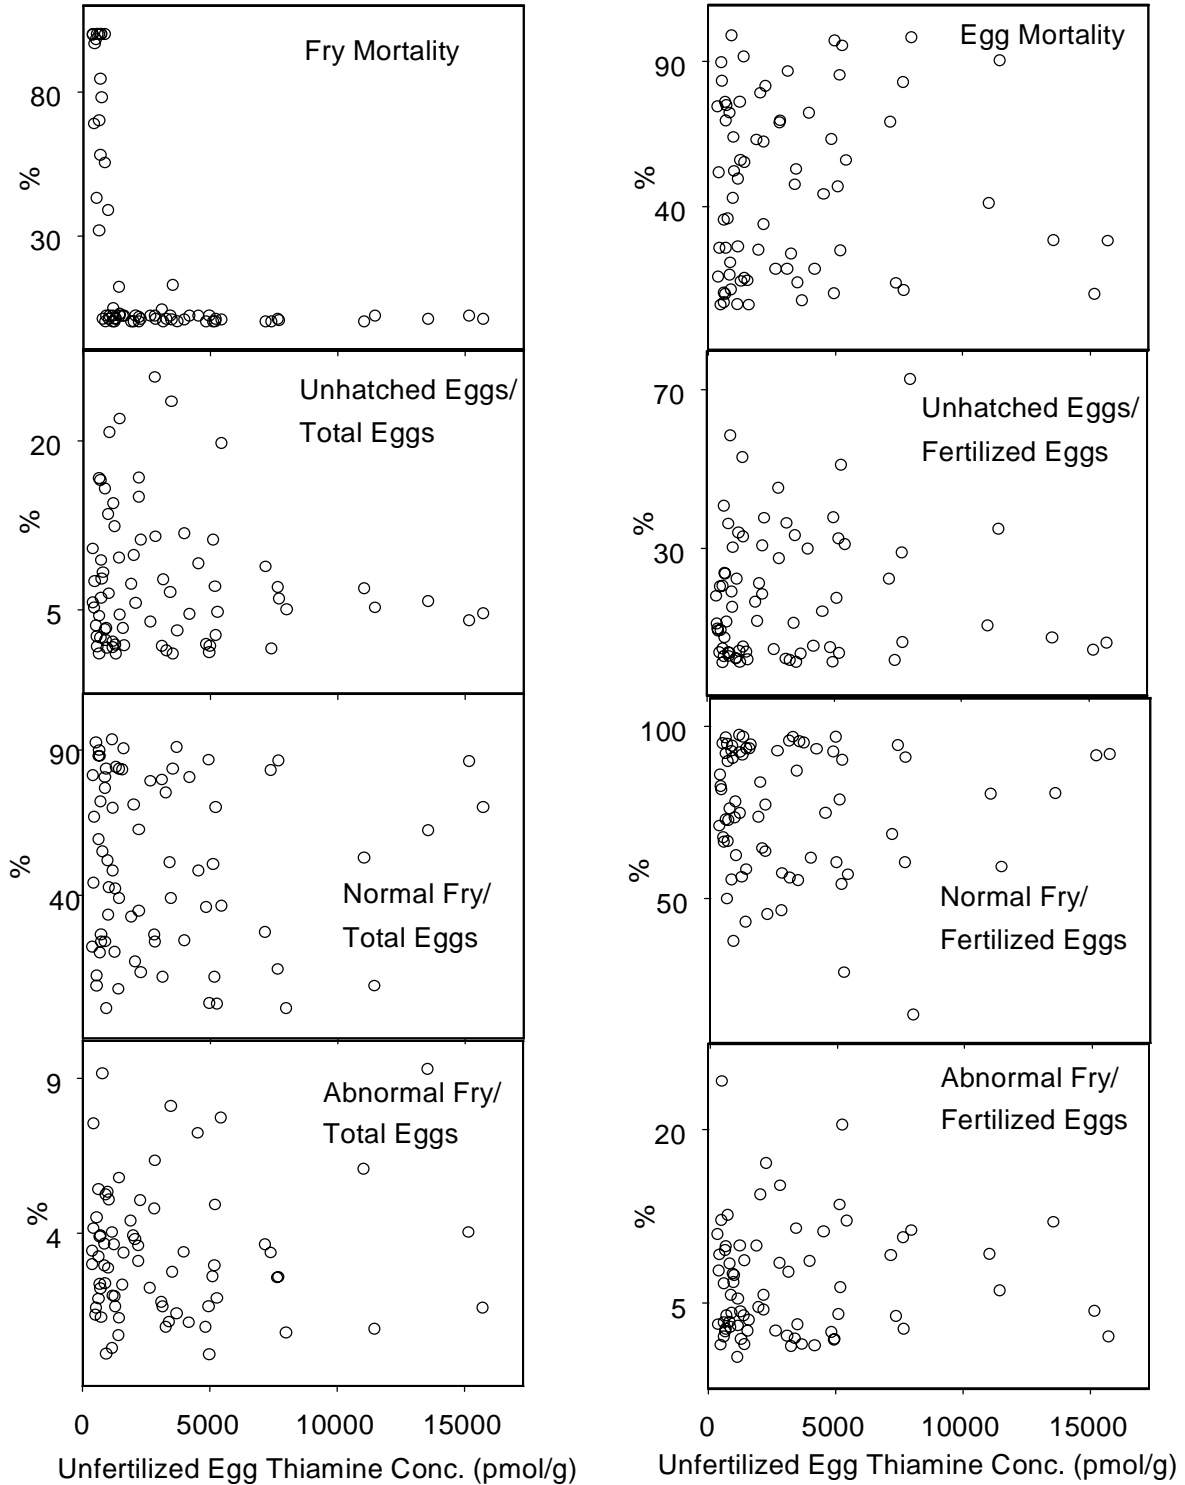 Fry Mortality
80
%
30
Egg Mortality
90
%
40
Unhatched Eggs/
Total Eggs
20
%
5
Unhatched Eggs/
Fertilized Eggs
70
%
30
90
%
40
Normal Fry/
Total Eggs
100
%
50
Normal Fry/
Fertilized Eggs
Abnormal Fry/
Total Eggs
9
%
4
Abnormal Fry/
Fertilized Eggs
20
%
5
0 5000 10000 15000
Unfertilized Egg Thiamine Conc. (pmol/g)
0 5000 10000 15000
Unfertilized Egg Thiamine Conc. (pmol/g)